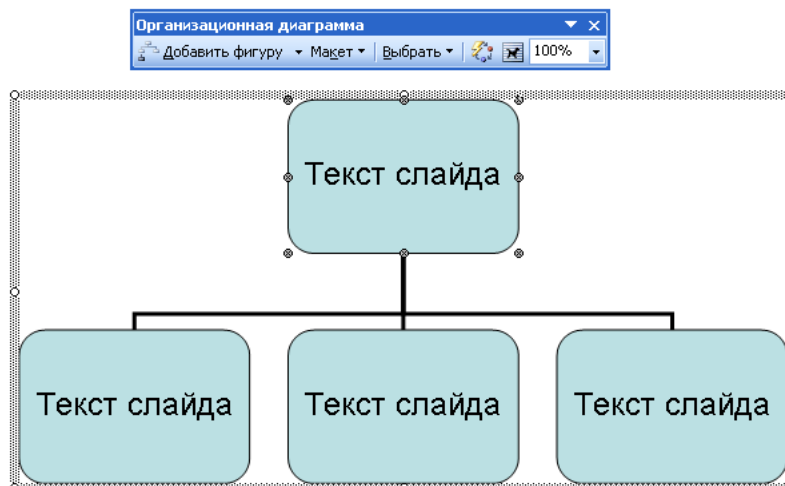 Организационная диаграмма
Добавить фигуру Макет Выбрать 100%
Текст слайда
Текст слайда Текст слайда Текст слайда